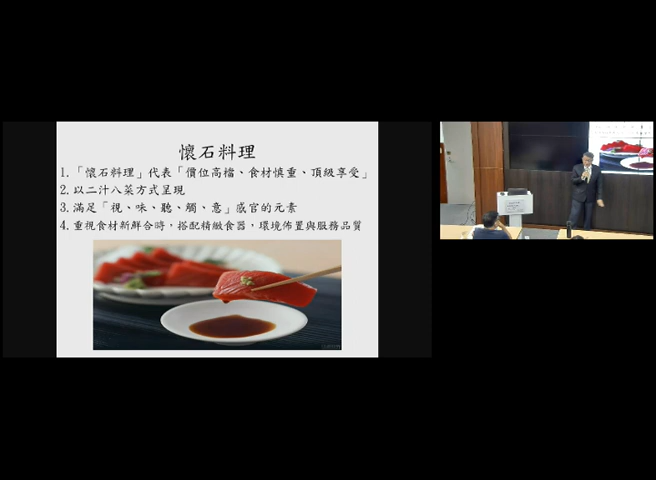 懷石料理
1.「懷石料理」代表「價位高檔、食材慎重、頂級享受」
2.以二汁八菜方式呈現
3.滿足「視、味、聽、觸、意」感官的元素
4.重視食材新鮮合時，搭配精緻食器，環境佈置與服務品質